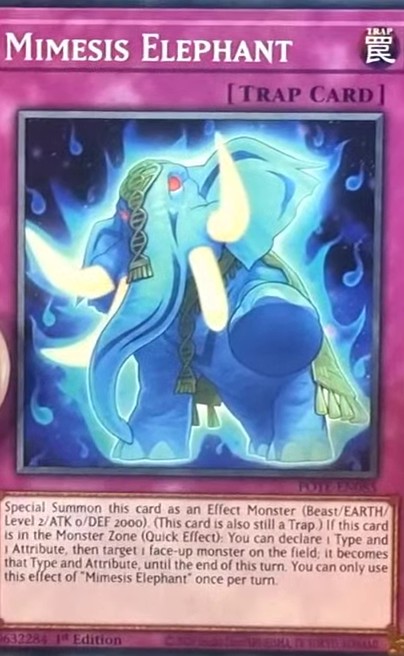 MIMESIS ELEPHANT
TRAP
罠
[TRAP CARD]
POTE-EN085
Special Summon this card as an Effect Monster (Beast/EARTH/
Level 2/ATK 0/DEF 2000). (This card is also still a Trap.) If this card
is in the Monster Zone (Quick Effect): You can declare 1 Type and
1 Attribute, then target 1 face-up monster on the field; it becomes
that Type and Attribute, until the end of this turn. You can only use
this effect of "Mimesis Elephant" once per turn.
632284 1st Edition